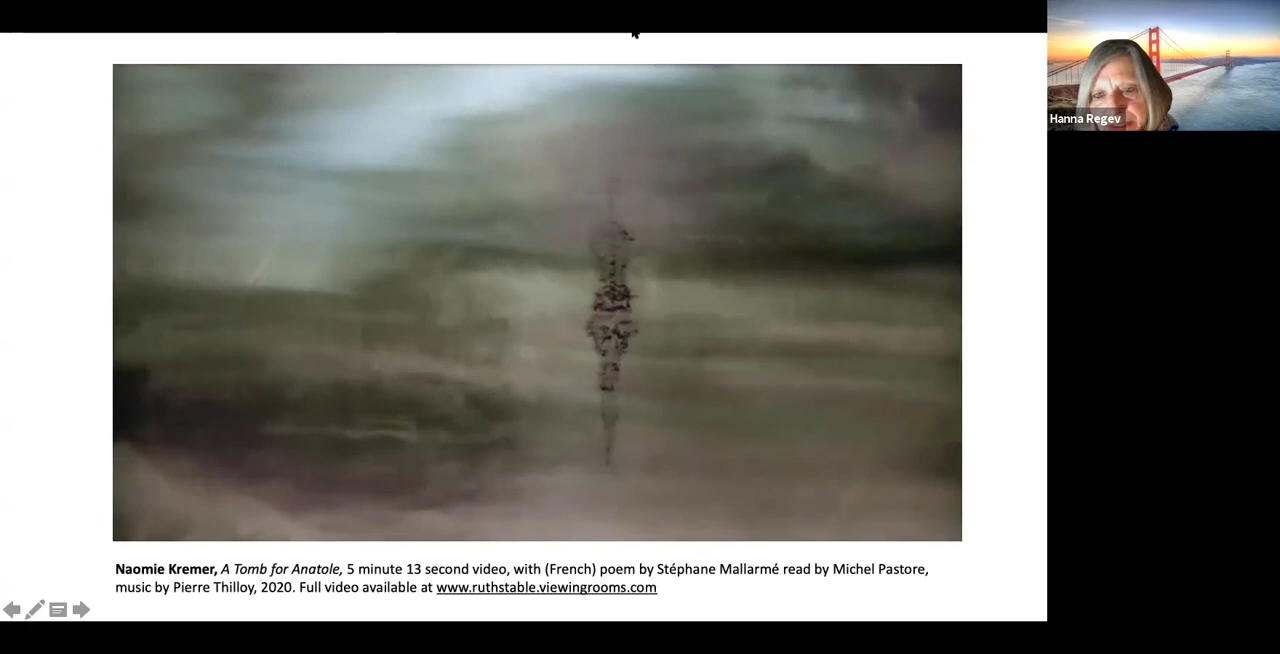 Hanna Regev
Naomie Kremer, A Tomb for Anatole, 5 minute 13 second video, with (French) poem by Stéphane Mallarmé read by Michel Pastore,
music by Pierre Thilloy, 2020. Full video available at www.ruthstable.viewingrooms.com